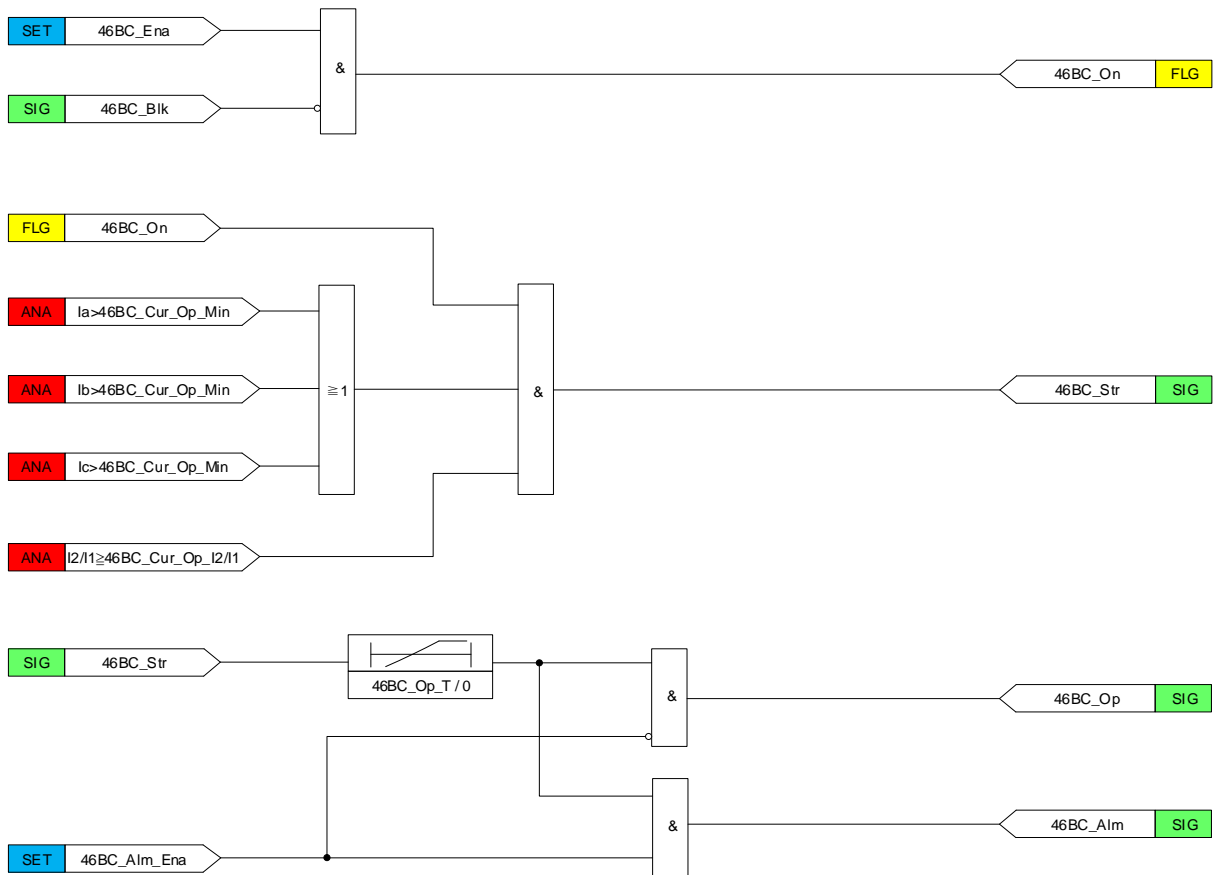 SET 46BC_Ena
&
46BC_On FLG
SIG 46BC_Blk
FLG 46BC_On
ANA Ia>46BC_Cur_Op_Min
ANA Ib>46BC_Cur_Op_Min
≧1
&
46BC_Str SIG
ANA Ic>46BC_Cur_Op_Min
ANA I2/I1≧46BC_Cur_Op_I2/I1
SIG 46BC_Str
46BC_Op_T / 0
&
46BC_Op SIG
&
46BC_Alm SIG
SET 46BC_Alm_Ena